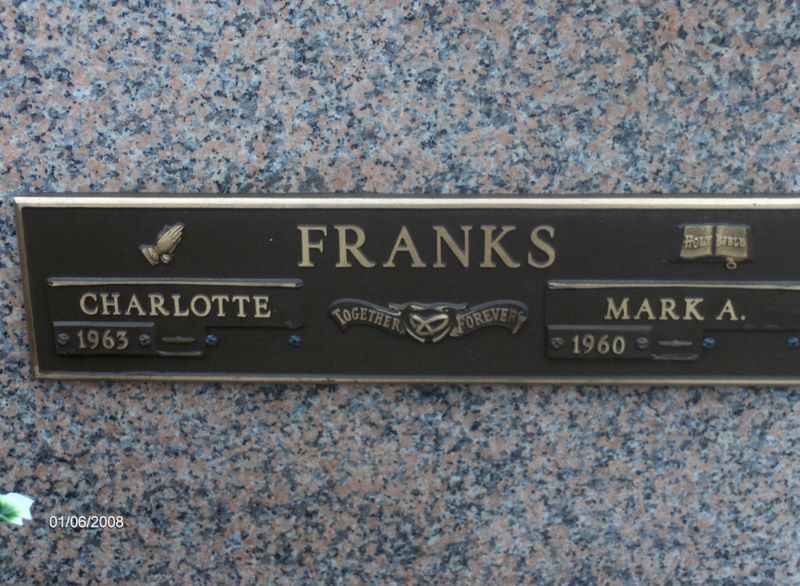 FRANKS
HOLY BIBLE
CHARLOTTE
MARK A.
TOGETHER FOREVER
1963
1960
01/06/2008